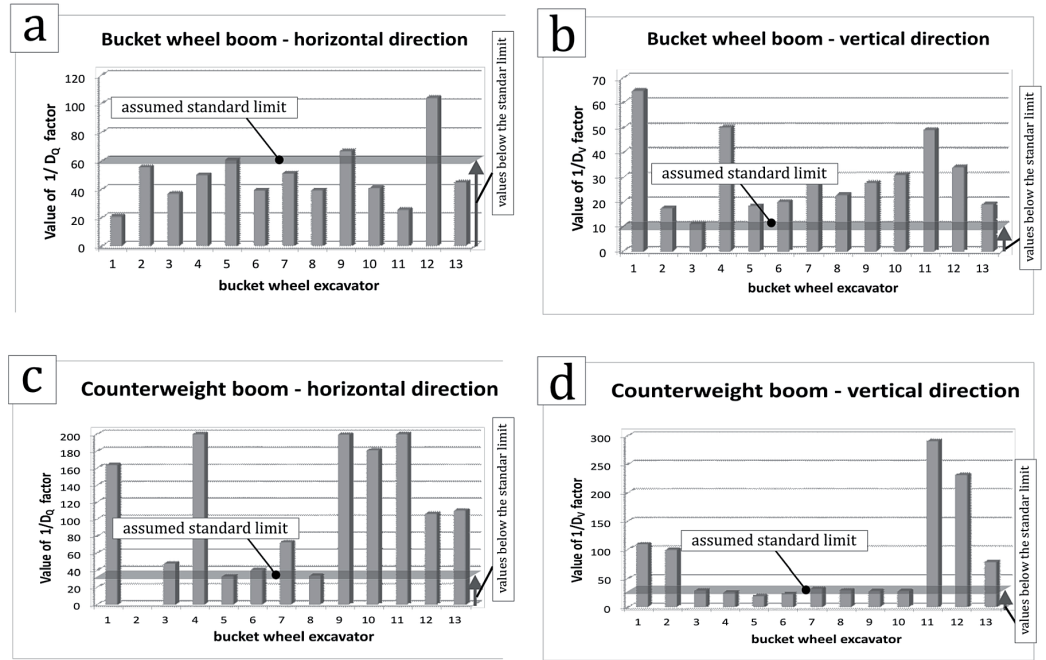 a
Bucket wheel boom - horizontal direction
Value of 1/ DQ factor
120
100
80
60
40
20
0
assumed standard limit
values below the standar limit
1 2 3 4 5 6 7 8 9 10 11 12 13
bucket wheel excavator
b
Bucket wheel boom - vertical direction
Value of 1/DV factor
70
60
50
40
30
20
10
0
assumed standard limit
values below the standar limit
1 2 3 4 5 6 7 8 9 10 11 12 13
bucket wheel excavator
c
Counterweight boom - horizontal direction
Value of 1/DQ factor
200
180
160
140
120
100
80
60
40
20
0
assumed standard limit
values below the standar limit
1 2 3 4 5 6 7 8 9 10 11 12 13
bucket wheel excavator
d
Counterweight boom - vertical direction
Value of 1/DV factor
300
250
200
150
100
50
0
assumed standard limit
values below the standar limit
1 2 3 4 5 6 7 8 9 10 11 12 13
bucket wheel excavator